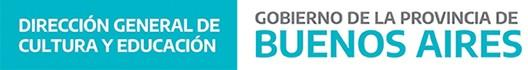 DIRECCIÓN GENERAL DE
CULTURA Y EDUCACIÓN
GOBIERNO DE LA PROVINCIA DE
BUENOS AIRES